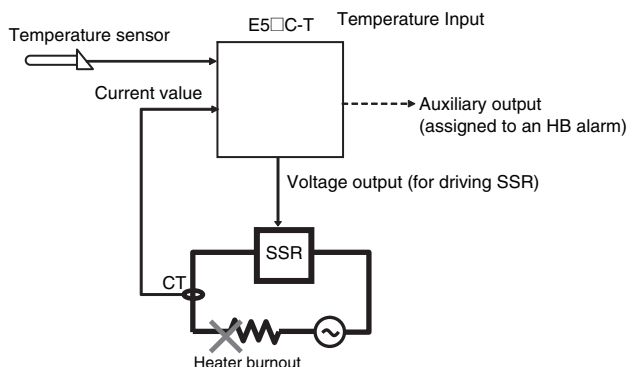 E5□C-T
Temperature Input
Temperature sensor
Current value
Auxiliary output
(assigned to an HB alarm)
Voltage output (for driving SSR)
SSR
CT
Heater burnout